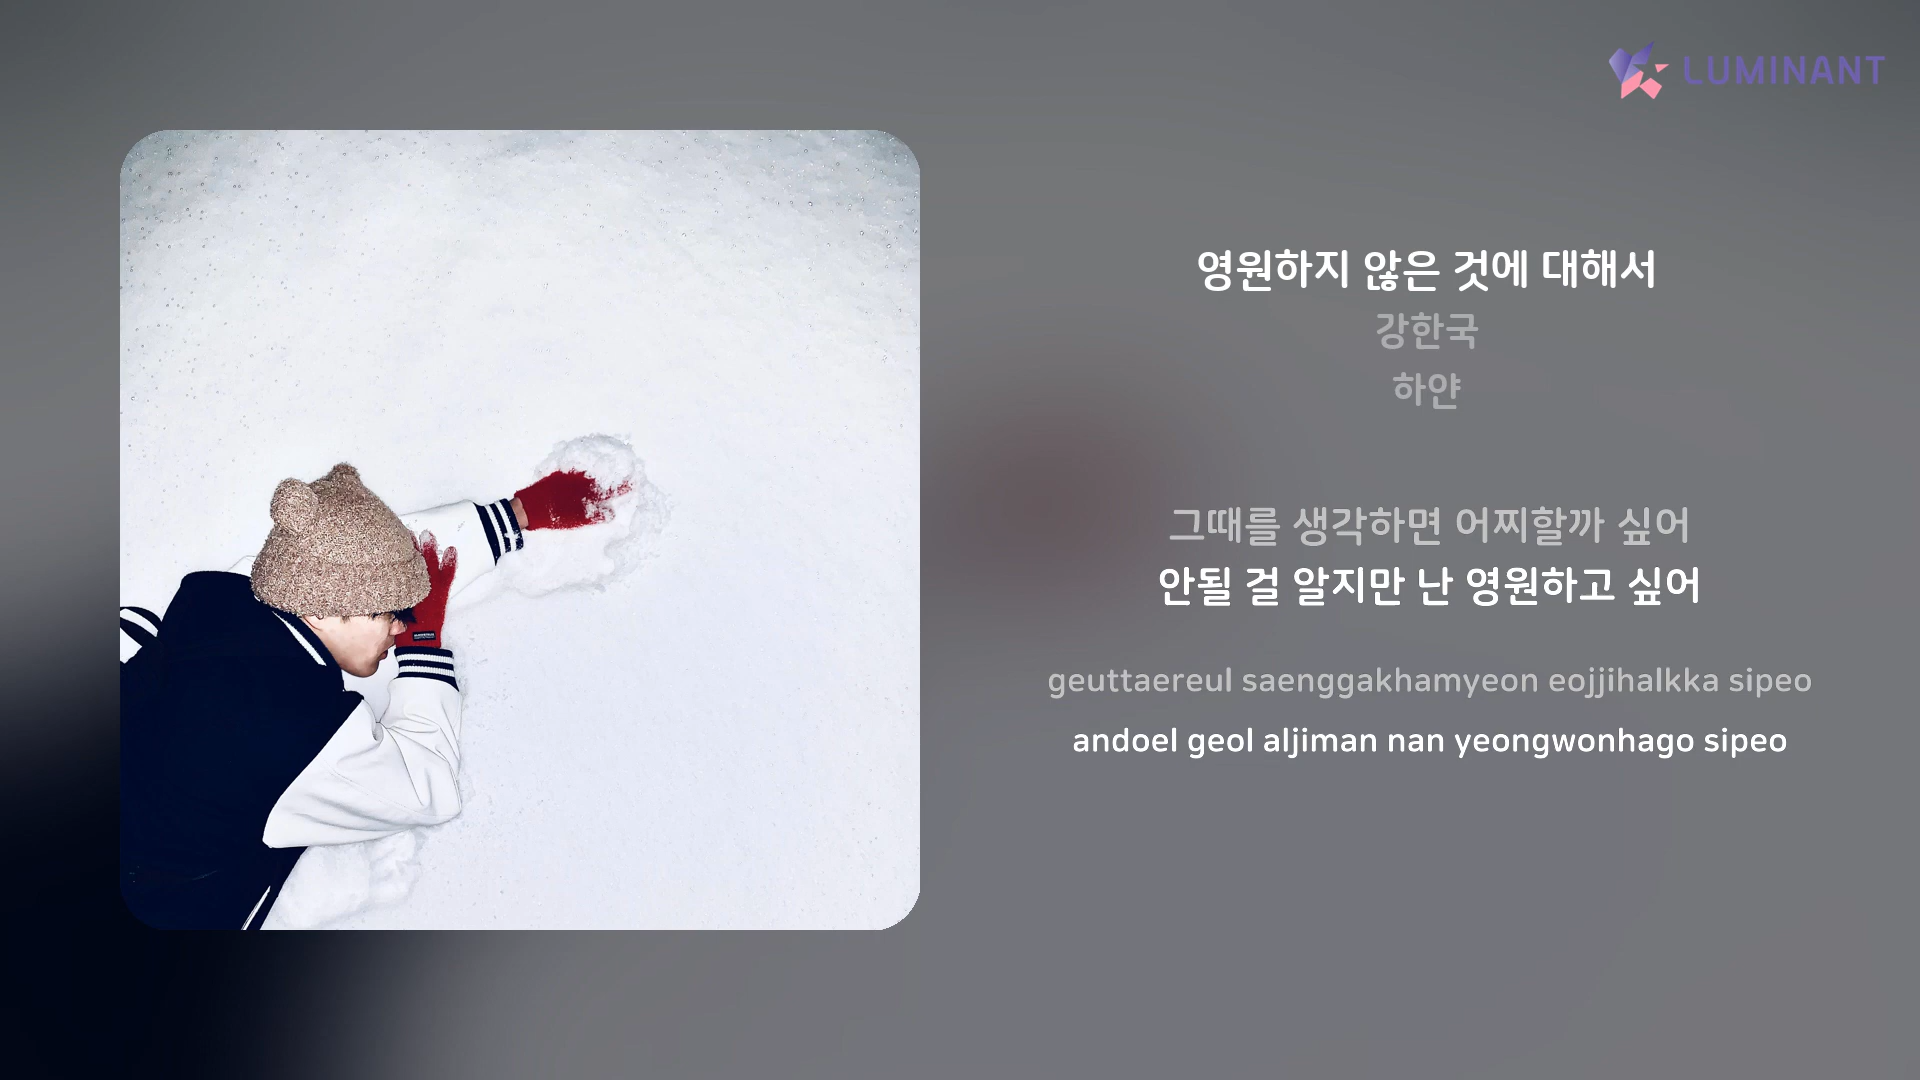 LUMINANT
영원하지 않은 것에 대해서
강한국
하얀
그때를 생각하면 어찌할까 싶어
안될 걸 알지만 난 영원하고 싶어
geuttaereul saenggakhamyeon eojjihalkka sipeo
andoel geol aljiman nan yeongwonhago sipeo